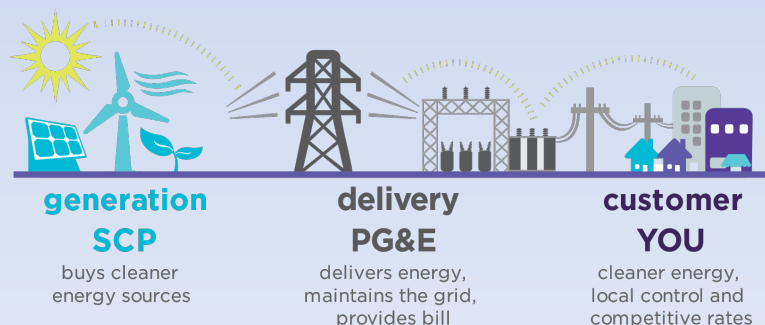 generation
SCP
buys cleaner
energy sources
delivery
PG&E
delivers energy,
maintains the grid,
provides bill
customer
YOU
cleaner energy,
local control and
competitive rates